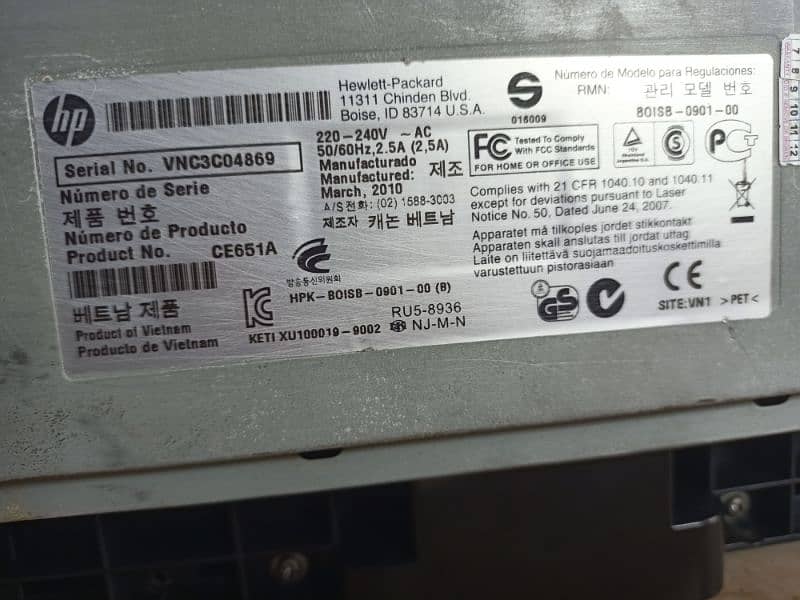 hp
Hewlett-Packard
11311 Chinden Blvd.
Boise, ID 83714 U.S.A.
Serial No. VNC3C04869
Número de Serie
제품 번호
Número de Producto
Product No. CE651A
베트남 제품
Product of Vietnam
Producto de Vietnam
220-240V ~ AC
50/60Hz, 2.5A (2,5A)
Manufacturado
Manufactured: 제조
March, 2010
A/S전화: (02) 1588-3003
제조자 캐논 베트남
방송통신위원회
HPK-BOISB-0901-00 (B)
RU5-8936
KETI XU100019-9002 NJ-M-N
S
016009
Número de Modelo para Regulaciones:
RMN: 관리 모델 번호
BOISB-0901-00
FC Tested To Comply
With FCC Standards
FOR HOME OR OFFICE USE
Complies with 21 CFR 1040.10 and 1040.11
except for deviations pursuant to Laser
Notice No. 50, Dated June 24, 2007.
Apparatet må tilkoples jordet stikkontakt
Apparaten skall anslutas till jordat uttag
Laite on liitettävä suojamaadoituskoskettimilla
varustettuun pistorasiaan
GS
CE
SITE:VN1 >PET<
7
8
9
10
11
12